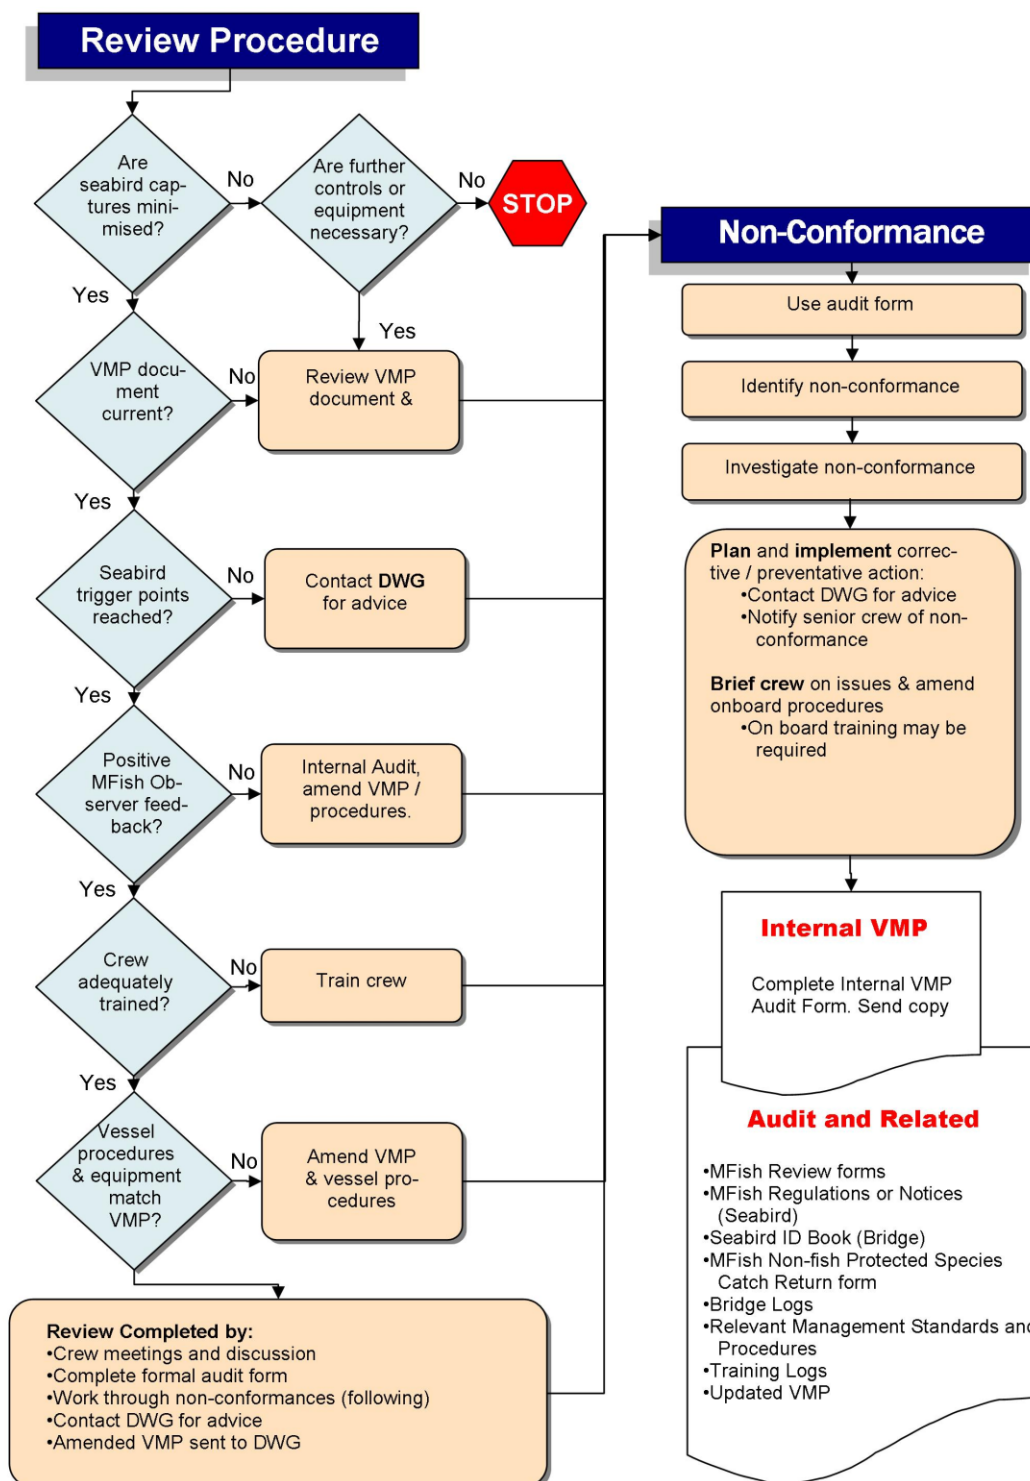 Review Procedure
Are
seabird cap-
tures mini-
mised?
No
Are further
controls or
equipment
necessary?
No
STOP
Yes
Yes
VMP docu-
ment
current?
No
Review VMP
document &
Yes
Seabird
trigger points
reached?
No
Contact DWG
for advice
Yes
Positive
MFish Ob-
server feed-
back?
No
Internal Audit,
amend VMP /
procedures.
Yes
Crew
adequately
trained?
No
Train crew
Yes
Vessel
procedures
& equipment
match
VMP?
No
Amend VMP
& vessel pro-
cedures
Review Completed by:
•Crew meetings and discussion
•Complete formal audit form
•Work through non-conformances (following)
•Contact DWG for advice
•Amended VMP sent to DWG
Non-Conformance
Use audit form
Identify non-conformance
Investigate non-conformance
Plan and implement correc-
tive / preventative action:
•Contact DWG for advice
•Notify senior crew of non-
conformance
Brief crew on issues & amend
onboard procedures
•On board training may be
required
Internal VMP
Complete Internal VMP
Audit Form. Send copy
Audit and Related
•MFish Review forms
•MFish Regulations or Notices
(Seabird)
•Seabird ID Book (Bridge)
•MFish Non-fish Protected Species
Catch Return form
•Bridge Logs
•Relevant Management Standards and
Procedures
•Training Logs
•Updated VMP